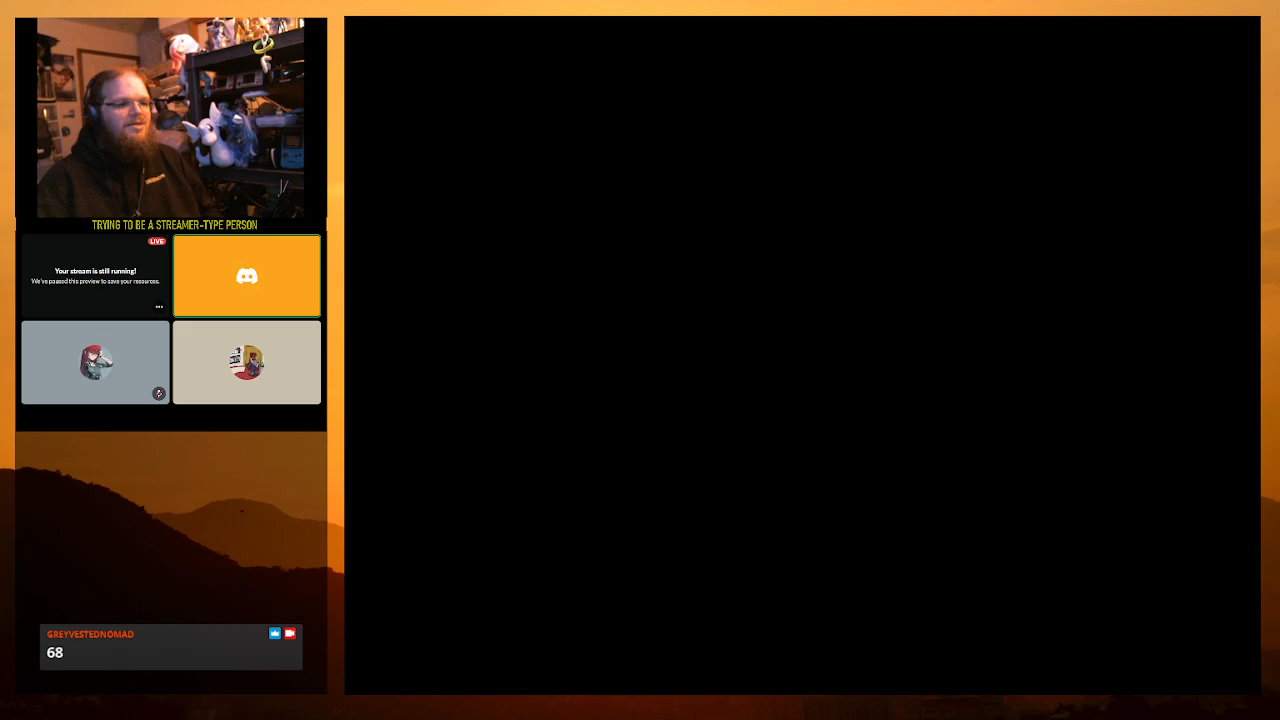 TRYING TO BE A STREAMER-TYPE PERSON
LIVE
Your stream is still running!
We've paused this preview to save your resources.
GREYVESTEDNOMAD
68